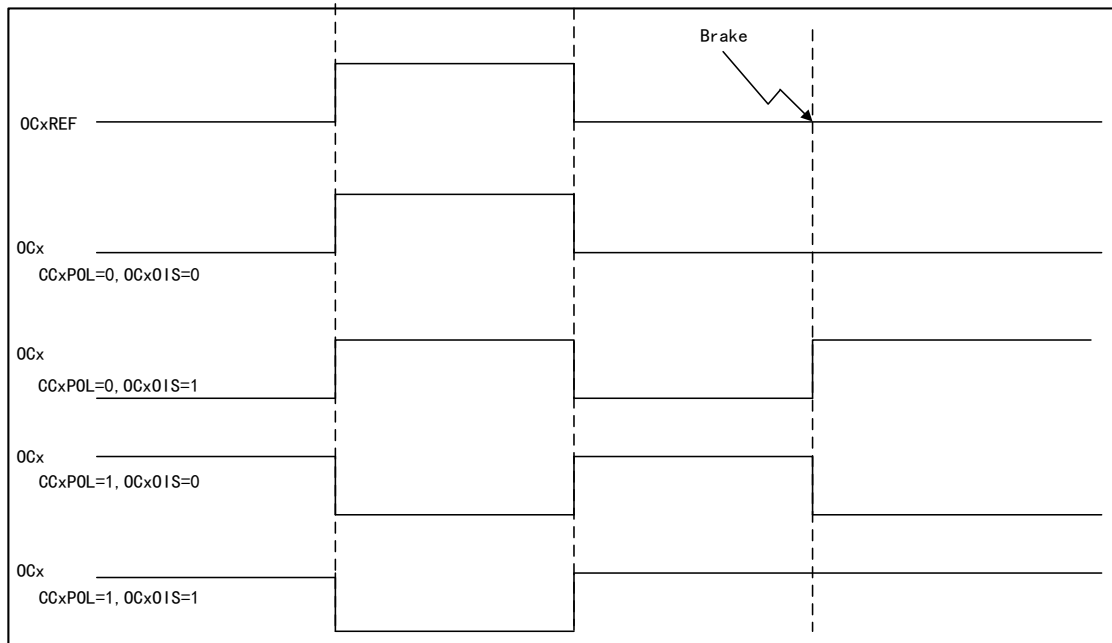 Brake
OCxREF
OCx
CCxPOL=0,OCxOIS=0
OCx
CCxPOL=0,OCxOIS=1
OCx
CCxPOL=1,OCxOIS=0
OCx
CCxPOL=1,OCxOIS=1